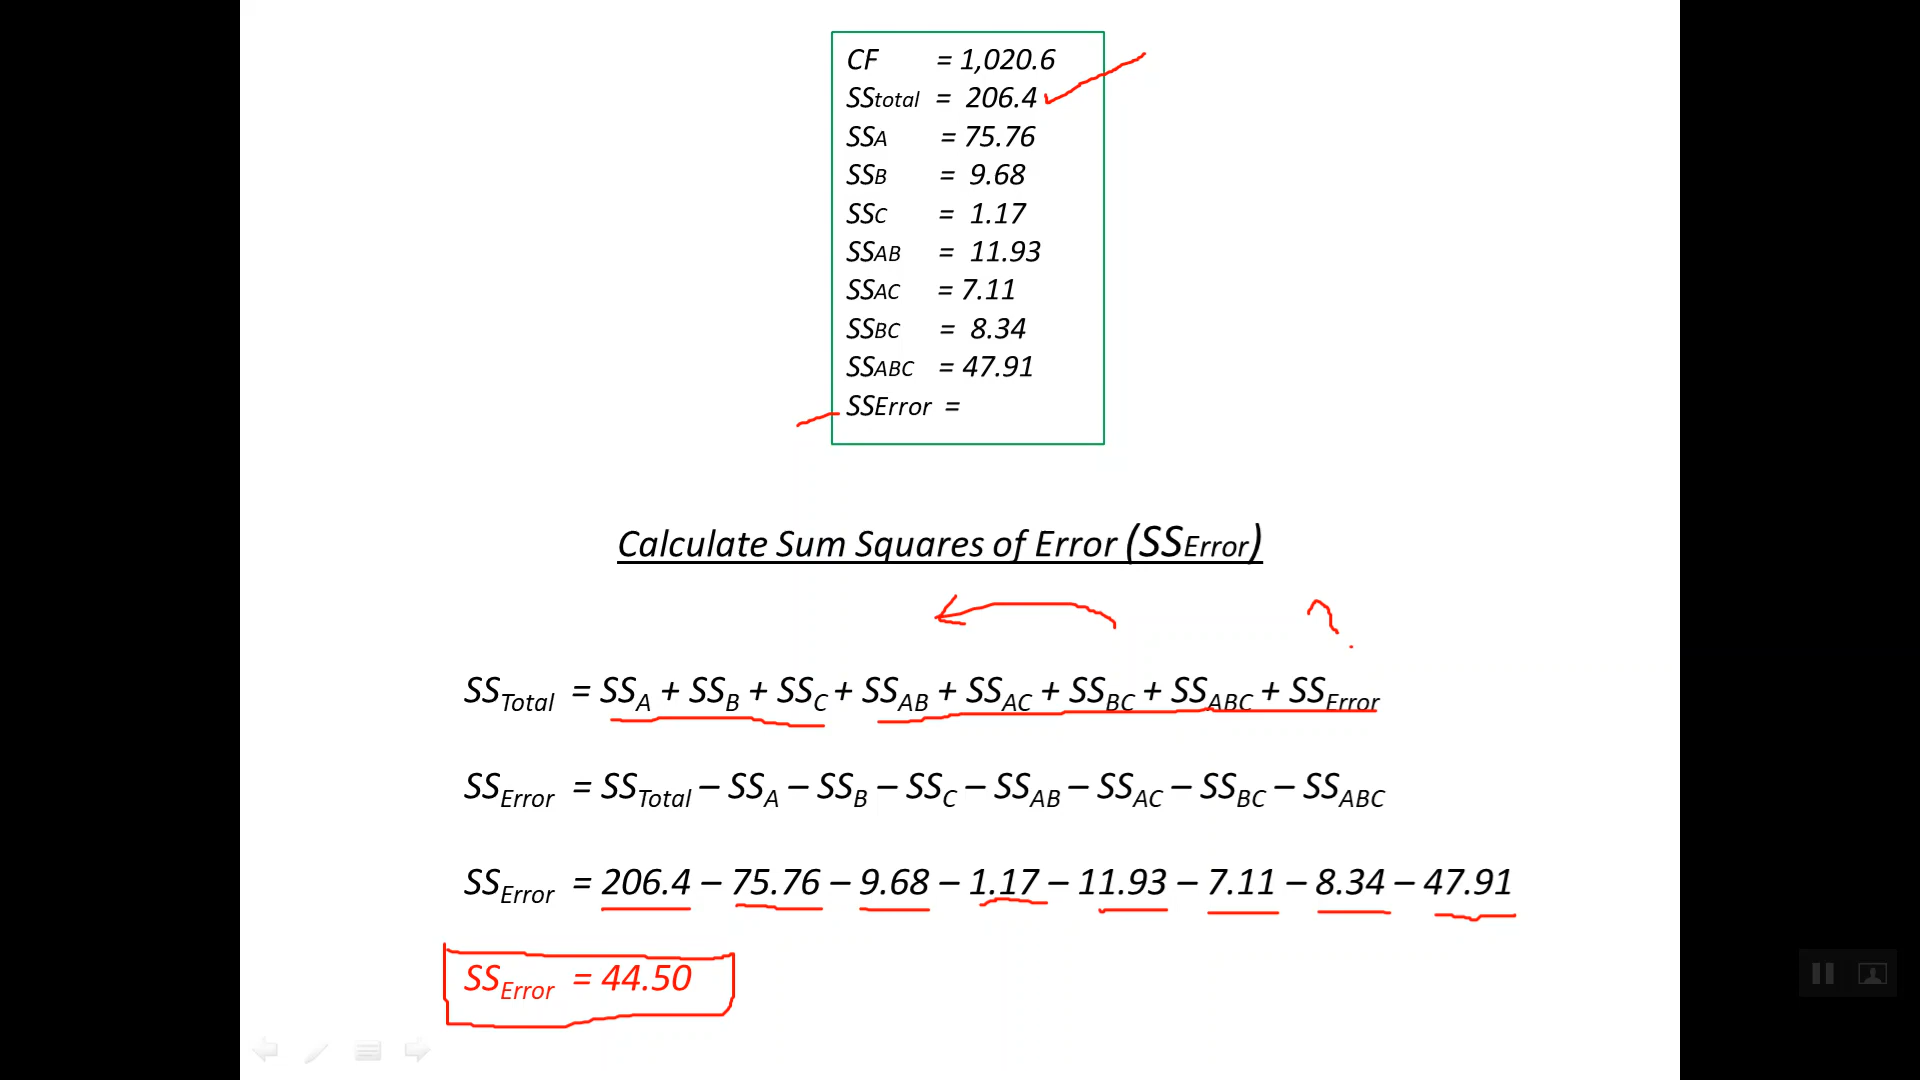 CF = 1,020.6
SStotal = 206.4
SSA = 75.76
SSB = 9.68
SSC = 1.17
SSAB = 11.93
SSAC = 7.11
SSBC = 8.34
SSABC = 47.91
SSError =
Calculate Sum Squares of Error (SSError)
?
SSTotal = SSA + SSB + SSC + SSAB + SSAC + SSBC + SSABC + SSError
SSError = SSTotal – SSA – SSB – SSC – SSAB – SSAC – SSBC – SSABC
SSError = 206.4 – 75.76 – 9.68 – 1.17 – 11.93 – 7.11 – 8.34 – 47.91
SSError = 44.50